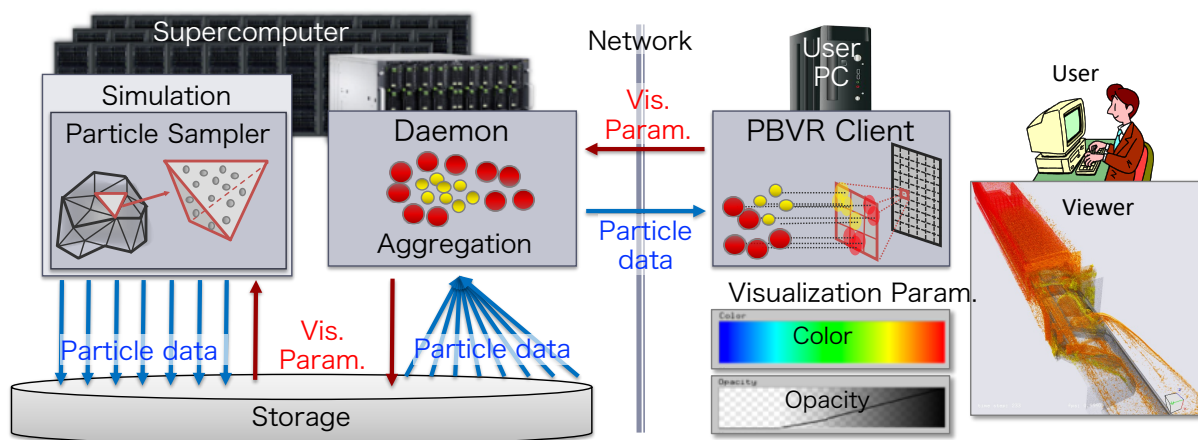 Supercomputer
Simulation
Particle Sampler
Daemon
Aggregation
Network
Vis.
Param.
Particle
data
User
PC
PBVR Client
User
Viewer
Particle data
Vis.
Param.
Particle data
Storage
Visualization Param.
Color
Color
Opacity
Opacity